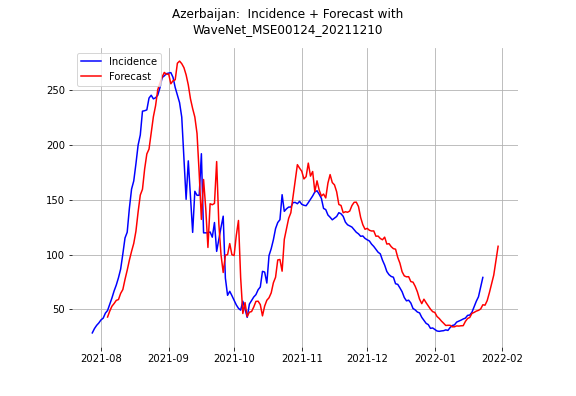 Azerbaijan:  Incidence + Forecast with
WaveNet_MSE00124_20211210
Incidence
Forecast
250
200
150
100
50
2021-08 2021-09 2021-10 2021-11 2021-12 2022-01 2022-02